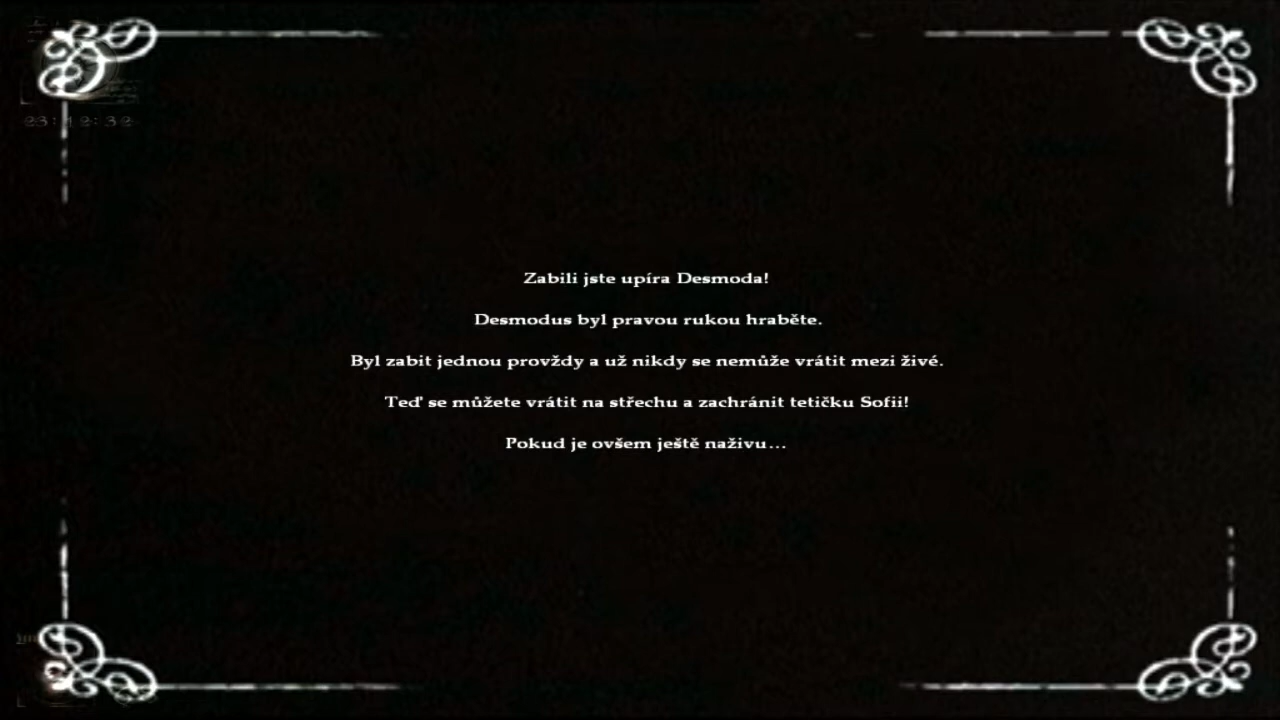 Zabili jste upíra Desmoda!
Desmodus byl pravou rukou hraběte.
Byl zabit jednou provždy a už nikdy se nemůže vrátit mezi živé.
Teď se můžete vrátit na střechu a zachránit tetičku Sofii!
Pokud je ovšem ještě naživu...